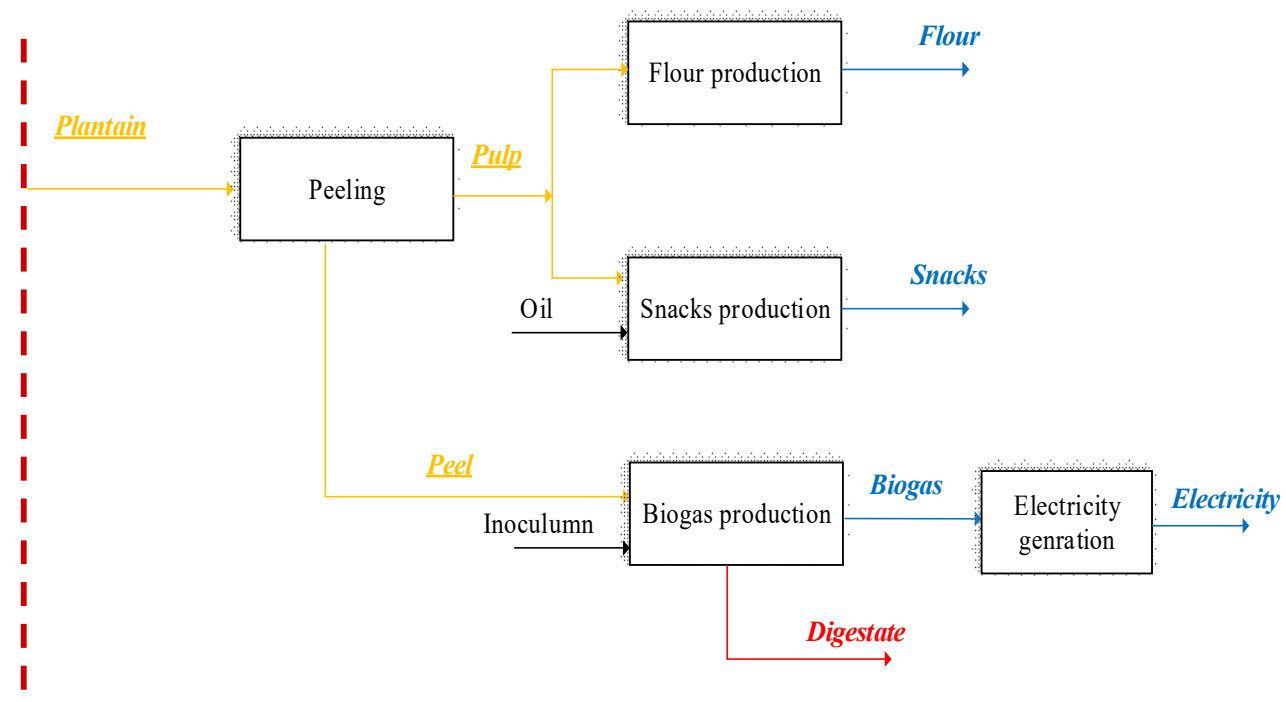 Flour
Flour production
Plantain
Pulp
Peeling
Snacks
Oil
Snacks production
Peel
Biogas
Inoculumn
Biogas production
Electricity
genration
Electricity
Digestate